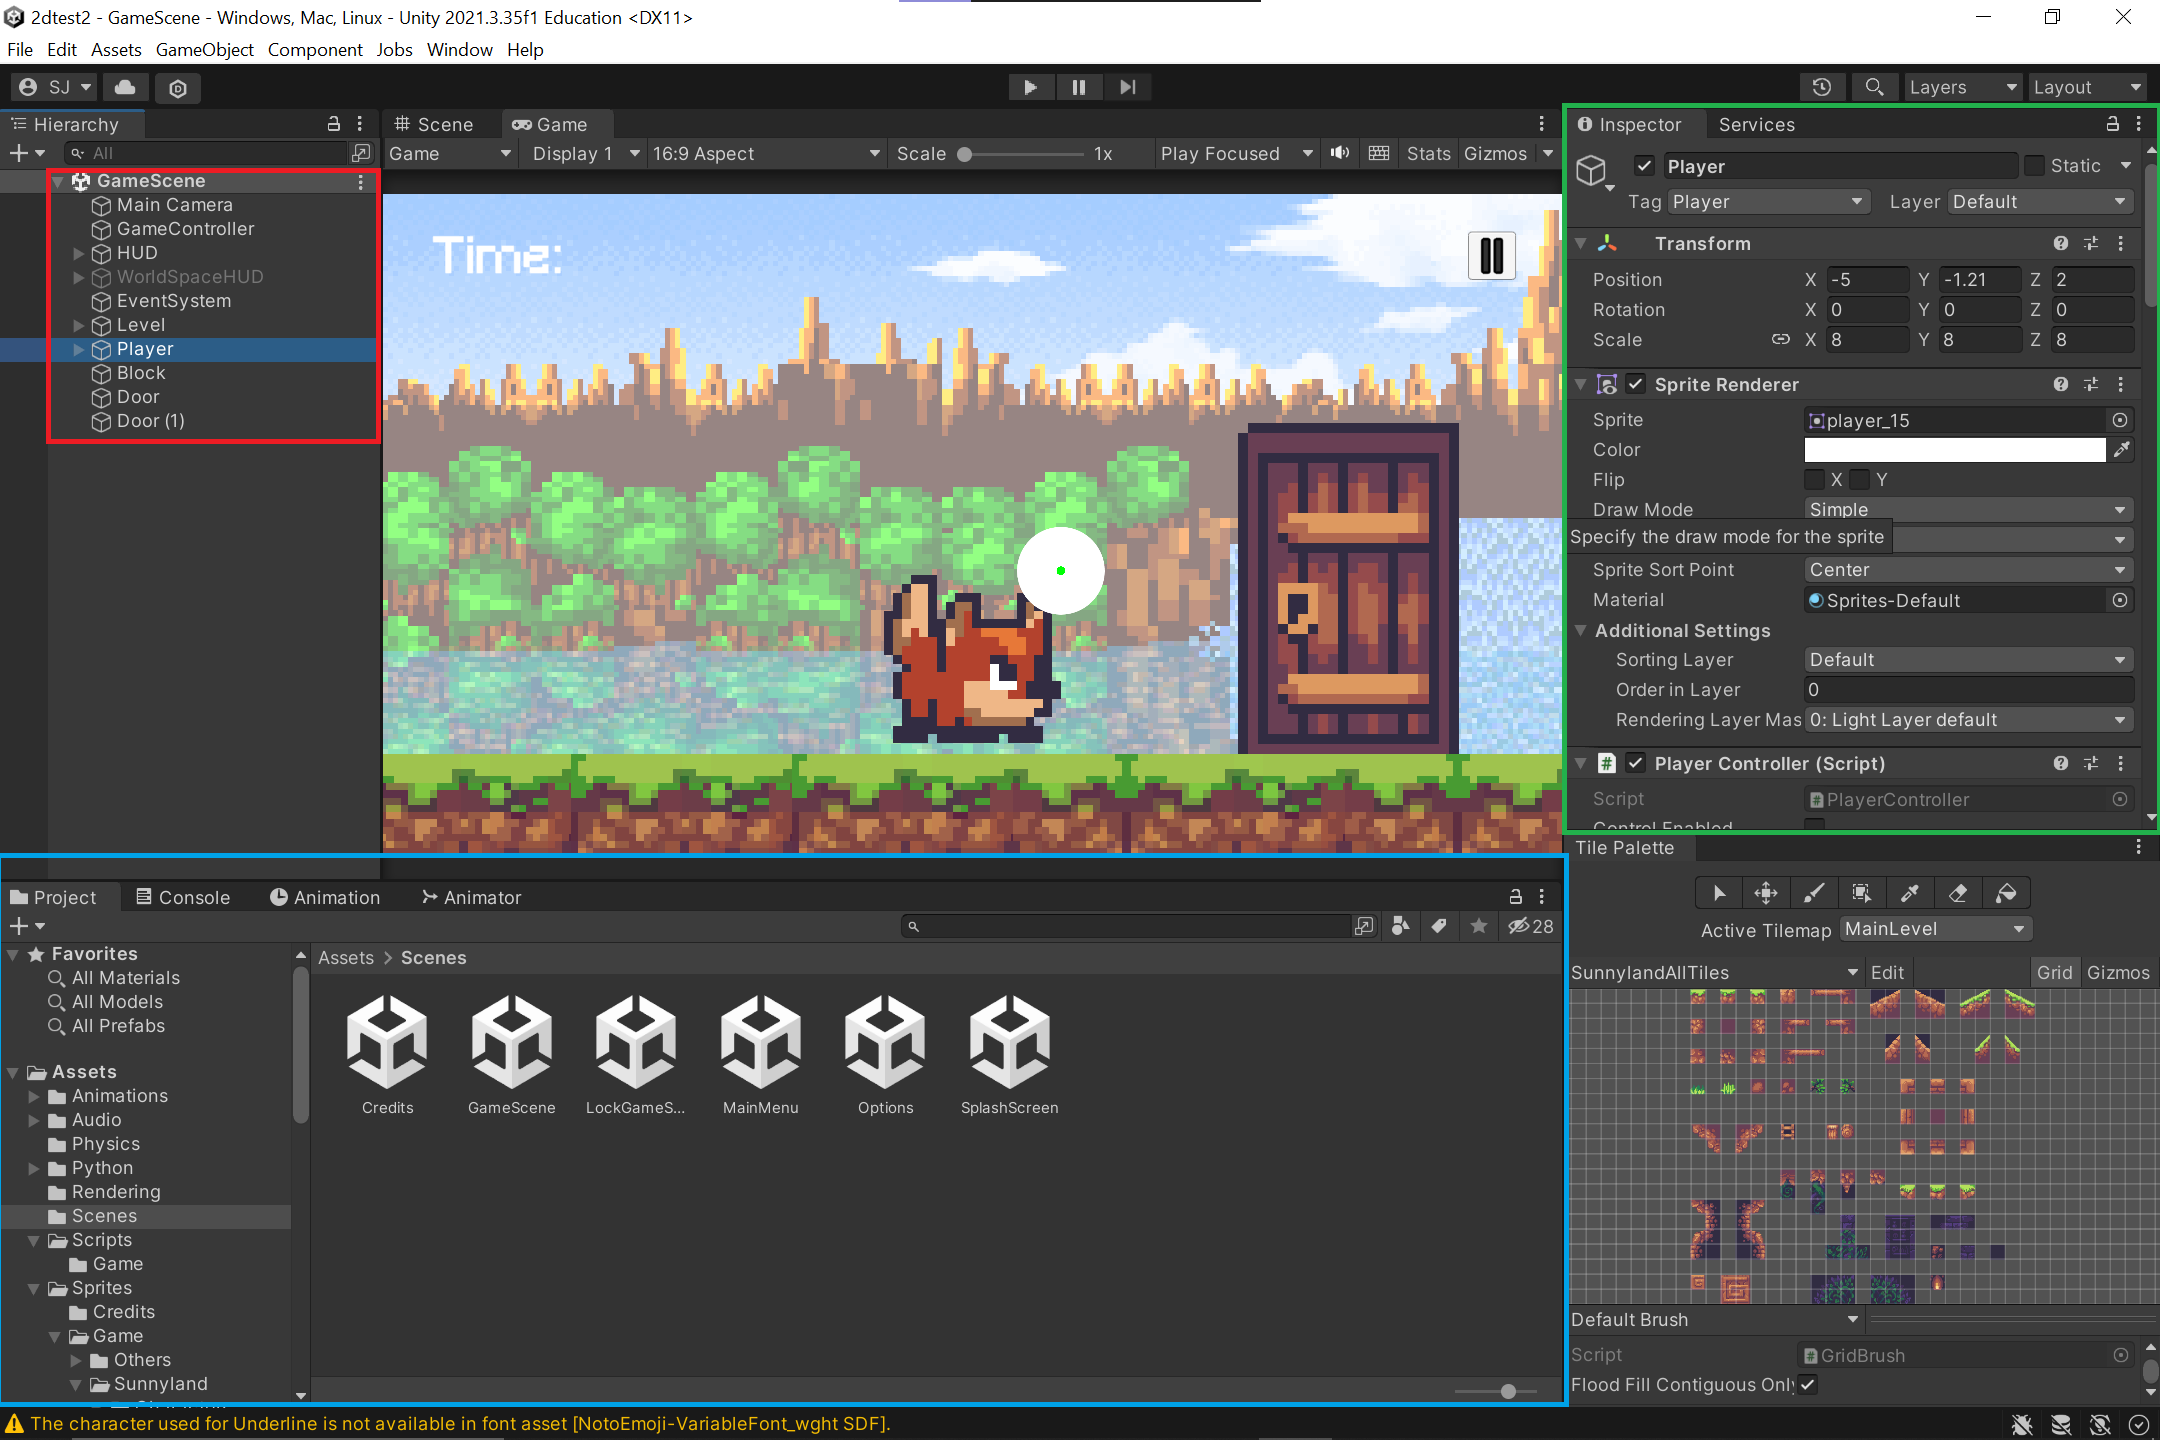 2dtest2 - GameScene - Windows, Mac, Linux - Unity 2021.3.35f1 Education <DX11>
File Edit Assets GameObject Component Jobs Window Help
SJ
Layers Layout
Hierarchy
All
GameScene
Main Camera
GameController
HUD
WorldSpaceHUD
EventSystem
Level
Player
Block
Door
Door (1)
Scene Game
Game Display 1 16:9 Aspect Scale 1x Play Focused Stats Gizmos
Time:
Inspector Services
Player Static
Tag Player Layer Default
Transform
Position X -5 Y -1.21 Z 2
Rotation X 0 Y 0 Z 0
Scale X 8 Y 8 Z 8
Sprite Renderer
Sprite player_15
Color
Flip X Y
Draw Mode Simple
Specify the draw mode for the sprite
Sprite Sort Point Center
Material Sprites-Default
Additional Settings
Sorting Layer Default
Order in Layer 0
Rendering Layer Mas 0: Light Layer default
Player Controller (Script)
Script PlayerController
Control Enabled
Project Console Animation Animator
28
Favorites
All Materials
All Models
All Prefabs
Assets
Animations
Audio
Physics
Python
Rendering
Scenes
Scripts
Game
Sprites
Credits
Game
Others
Sunnyland
Assets > Scenes
Credits GameScene LockGameS... MainMenu Options SplashScreen
Tile Palette
Active Tilemap MainLevel
SunnylandAllTiles Edit Grid Gizmos
Default Brush
Script GridBrush
Flood Fill Contiguous Only
The character used for Underline is not available in font asset [NotoEmoji-VariableFont_wght SDF].